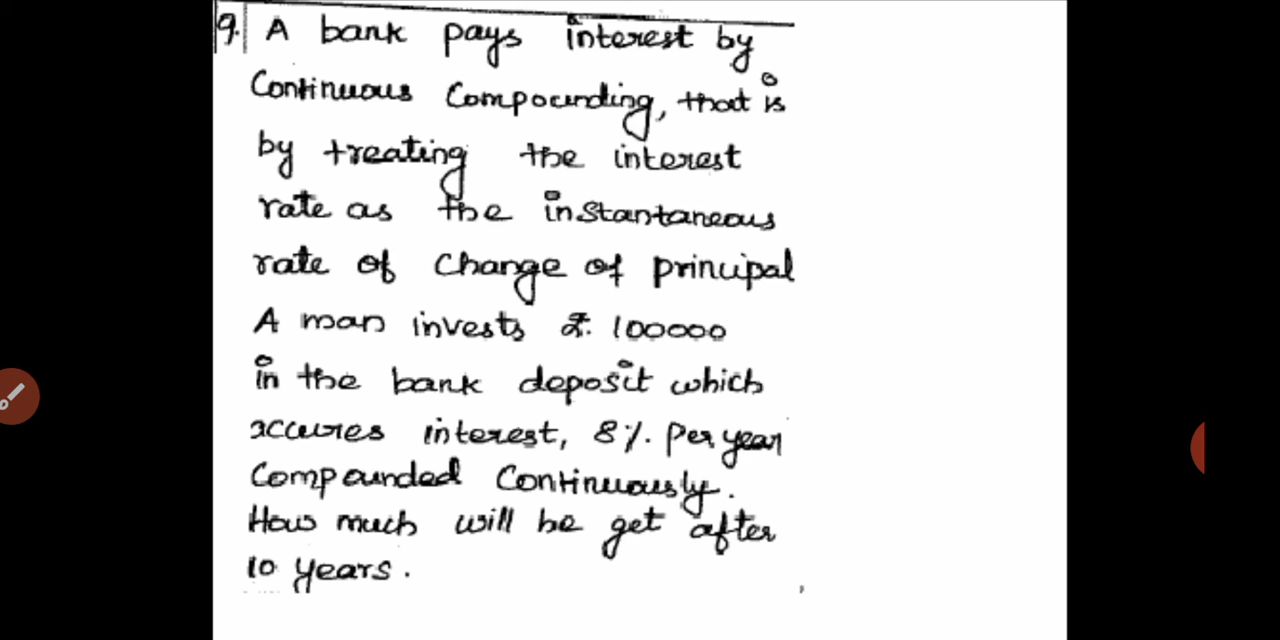 9. A bank pays interest by
Continuous Compounding, that is
by treating the interest
rate as the instantaneous
rate of change of principal
A man invests ₹. 100000
in the bank deposit which
accures interest, 8%. per year
Compounded Continuously.
How much will he get after
10 years.